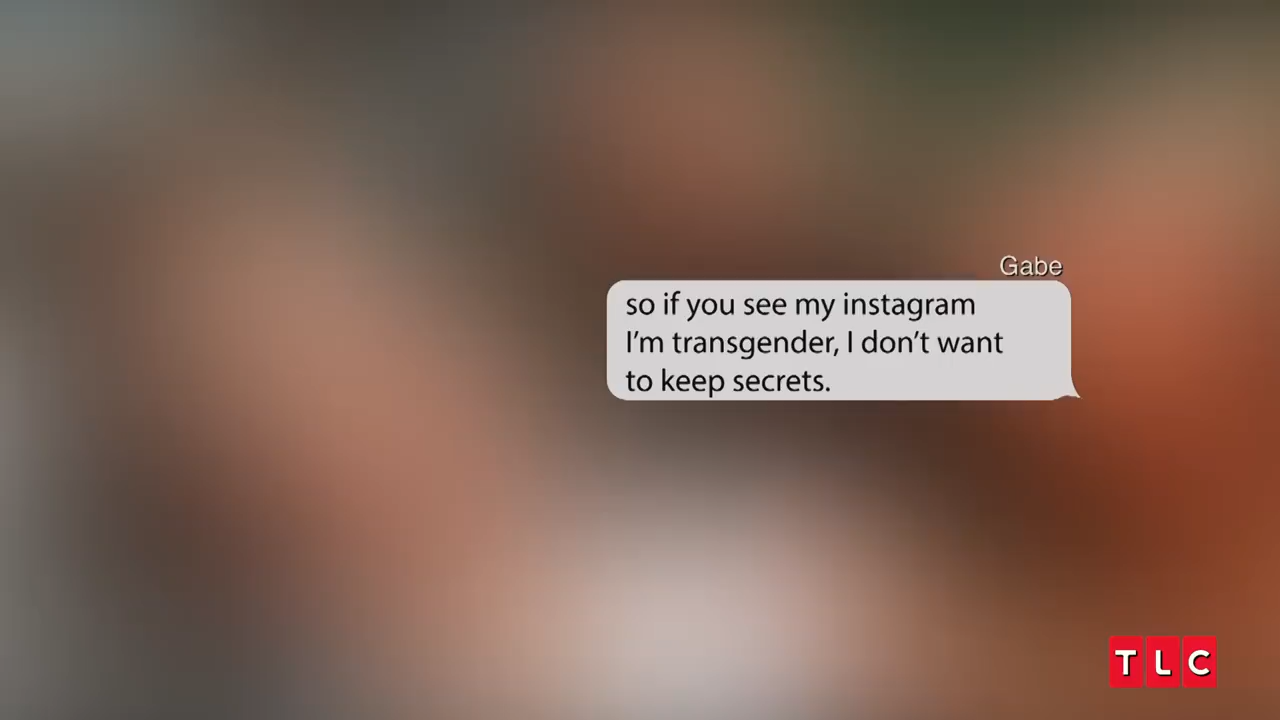 Gabe
so if you see my instagram
I'm transgender, I don't want
to keep secrets.
TLC